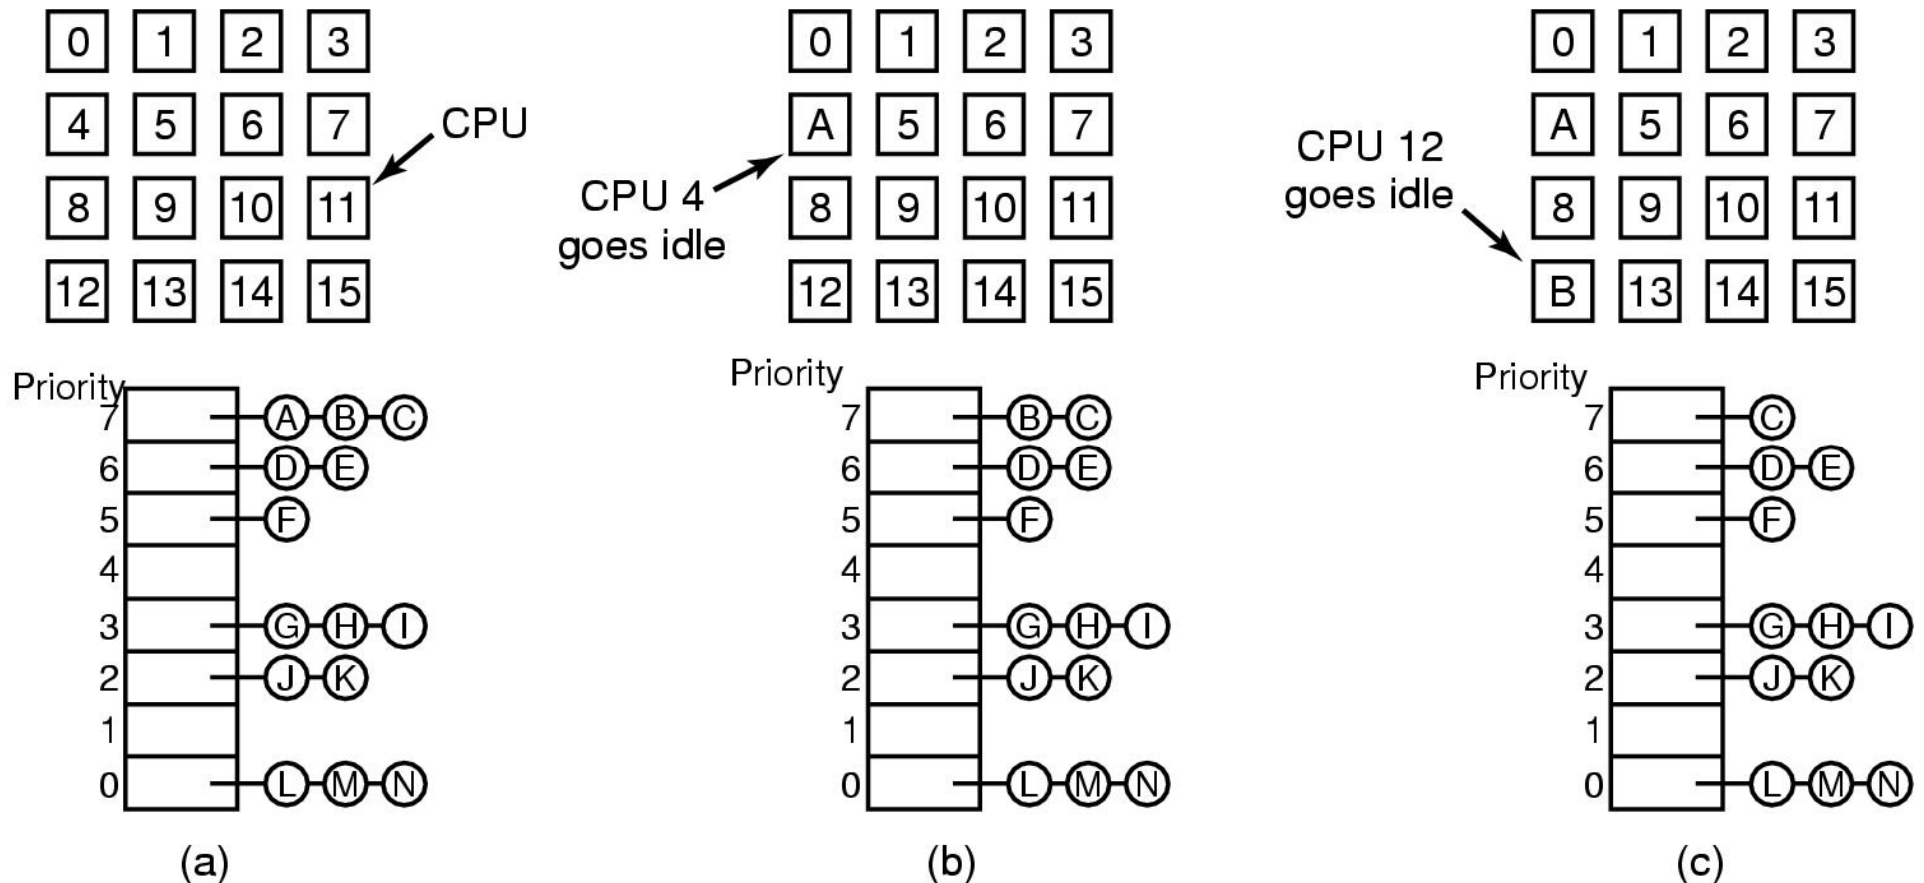 0 1 2 3
4 5 6 7
8 9 10 11
12 13 14 15
CPU
Priority
7 A B C
6 D E
5 F
4
3 G H I
2 J K
1
0 L M N
(a)
0 1 2 3
A 5 6 7
8 9 10 11
12 13 14 15
CPU 4
goes idle
Priority
7 B C
6 D E
5 F
4
3 G H I
2 J K
1
0 L M N
(b)
0 1 2 3
A 5 6 7
8 9 10 11
B 13 14 15
CPU 12
goes idle
Priority
7 C
6 D E
5 F
4
3 G H I
2 J K
1
0 L M N
(c)